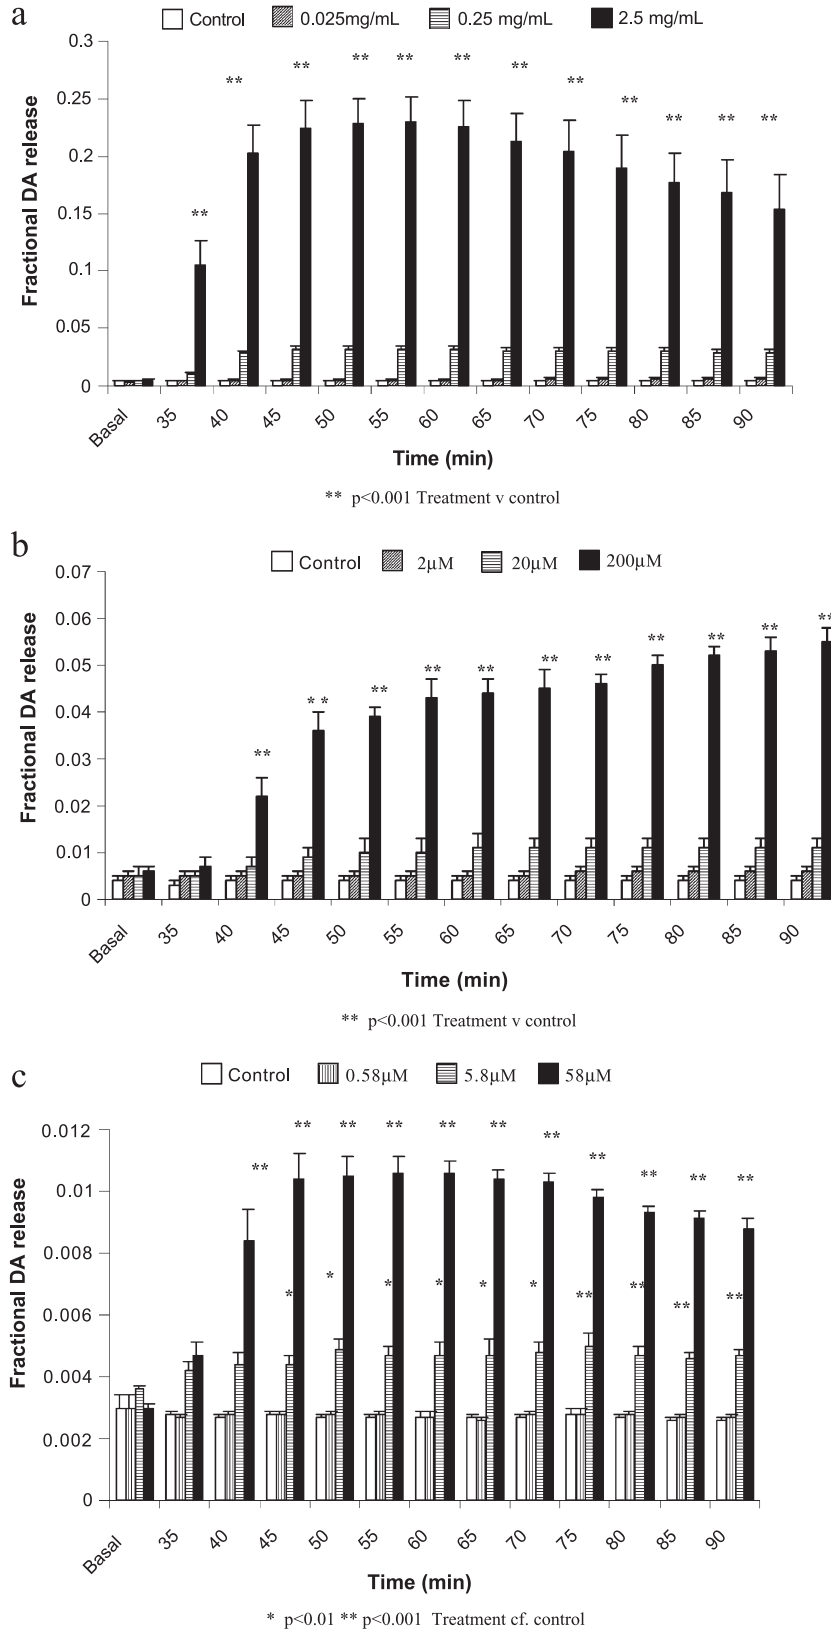 a
Control 0.025mg/mL 0.25 mg/mL 2.5 mg/mL
Fractional DA release
0.3
0.25
0.2
0.15
0.1
0.05
0
** ** ** ** ** ** ** ** ** ** ** **
Basal 35 40 45 50 55 60 65 70 75 80 85 90
Time (min)
** p<0.001 Treatment v control
b
Control 2µM 20µM 200µM
Fractional DA release
0.07
0.06
0.05
0.04
0.03
0.02
0.01
0
** ** ** ** ** ** ** ** ** ** **
Basal 35 40 45 50 55 60 65 70 75 80 85 90
Time (min)
** p<0.001 Treatment v control
c
Control 0.58µM 5.8µM 58µM
Fractional DA release
0.012
0.01
0.008
0.006
0.004
0.002
0
** ** ** ** ** ** ** ** ** ** **
* * * * * * ** ** ** **
Basal 35 40 45 50 55 60 65 70 75 80 85 90
Time (min)
* p<0.01 ** p<0.001 Treatment cf. control